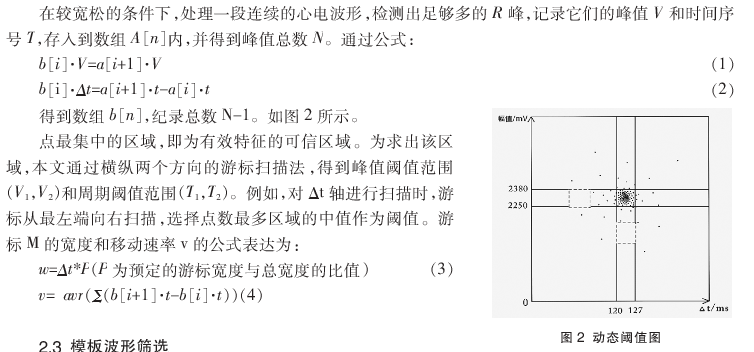 在较宽松的条件下,处理一段连续的心电波形,检测出足够多的 R 峰,记录它们的峰值 V 和时间序
号 T,存入到数组 A[n]内,并得到峰值总数 N。通过公式:
b[i]·V=a[i+1]·V (1)
b[i]·Δt=a[i+1]·t-a[i]·t (2)
得到数组 b[n],纪录总数 N-1。如图 2 所示。
点最集中的区域,即为有效特征的可信区域。为求出该区
域,本文通过横纵两个方向的游标扫描法,得到峰值阈值范围
(V₁,V₂)和周期阈值范围(T₁,T₂)。例如,对 Δt 轴进行扫描时,游
标从最左端向右扫描,选择点数最多区域的中值作为阈值。游
标 M 的宽度和移动速率 v 的公式表达为:
w=Δt*F(F 为预定的游标宽度与总宽度的比值) (3)
v= avr(∑(b[i+1]·t-b[i]·t))(4)
2.3 模板波形筛选
幅值/mV
2380
2250
0
120 127
Δt/ms
图 2 动态阈值图